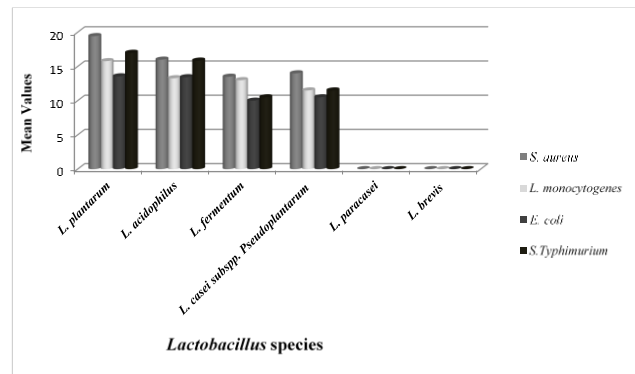 20
15
10
5
0
Mean Values
L. plantarum
L. acidophilus
L. fermentum
L. casei subspp. Pseudoplantarum
L. paracasei
L. brevis
Lactobacillus species
S. aureus
L. monocytogenes
E. coli
S.Typhimurium